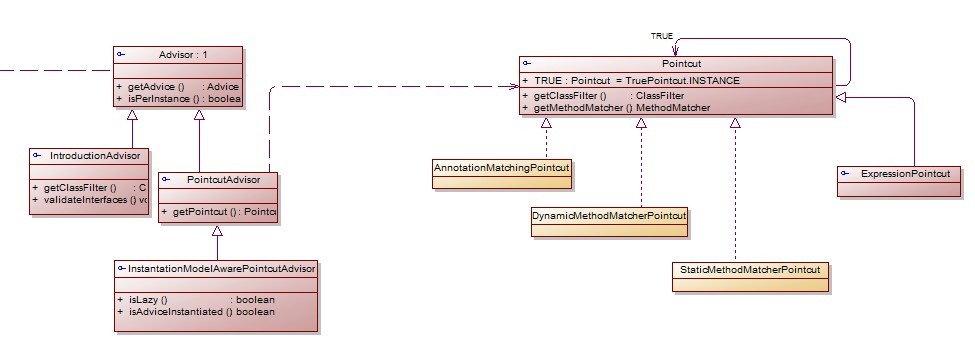 Advisor : 1
+ getAdvice () : Advice
+ isPerInstance () : boolea
IntroductionAdvisor
+ getClassFilter () : C
+ validateInterfaces () vo
PointcutAdvisor
+ getPointcut () : Pointcu
InstantationModelAwarePointcutAdvisor
+ isLazy () : boolean
+ isAdviceInstantiated () boolean
TRUE
Pointcut
+ TRUE : Pointcut = TruePointcut.INSTANCE
+ getClassFilter () : ClassFilter
+ getMethodMatcher () MethodMatcher
AnnotationMatchingPointcut
DynamicMethodMatcherPointcut
StaticMethodMatcherPointcut
ExpressionPointcut